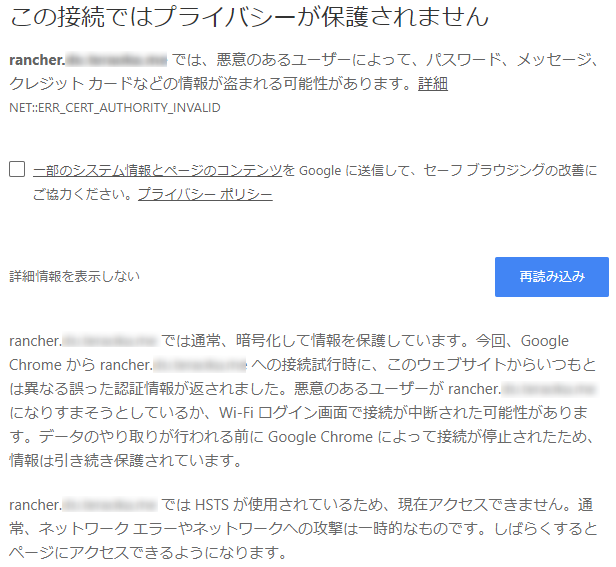 この接続ではプライバシーが保護されません
rancher. では、悪意のあるユーザーによって、パスワード、メッセージ、
クレジット カードなどの情報が盗まれる可能性があります。詳細
NET::ERR_CERT_AUTHORITY_INVALID
一部のシステム情報とページのコンテンツを Google に送信して、セーフ ブラウジングの改善に
ご協力ください。プライバシー ポリシー
詳細情報を表示しない
再読み込み
rancher. では通常、暗号化して情報を保護しています。今回、Google
Chrome から rancher. への接続試行時に、このウェブサイトからいつもと
は異なる誤った認証情報が返されました。悪意のあるユーザーが rancher.
になりすまそうとしているか、Wi-Fi ログイン画面で接続が中断された可能性がありま
す。データのやり取りが行われる前に Google Chrome によって接続が停止されたため、
情報は引き続き保護されています。
rancher. では HSTS が使用されているため、現在アクセスできません。通
常、ネットワーク エラーやネットワークへの攻撃は一時的なものです。しばらくすると
ページにアクセスできるようになります。